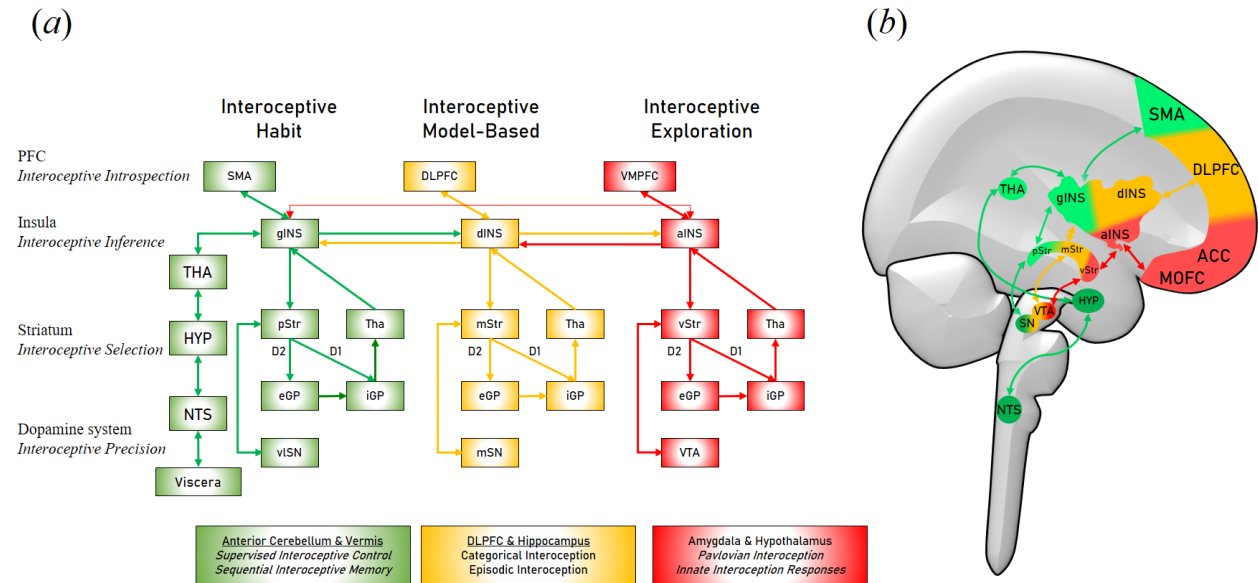 (a)
Interoceptive
Habit
Interoceptive
Model-Based
Interoceptive
Exploration
PFC
Interoceptive Introspection
SMA
DLPFC
VMPFC
Insula
Interoceptive Inference
gINS
dINS
aINS
THA
Striatum
Interoceptive Selection
HYP
pStr
Tha
mStr
Tha
vStr
Tha
D2
D1
D2
D1
D2
D1
eGP
iGP
eGP
iGP
eGP
iGP
NTS
Dopamine system
Interoceptive Precision
vlSN
mSN
VTA
Viscera
Anterior Cerebellum & Vermis
Supervised Interoceptive Control
Sequential Interoceptive Memory
DLPFC & Hippocampus
Categorical Interoception
Episodic Interoception
Amygdala & Hypothalamus
Pavlovian Interoception
Innate Interoception Responses
(b)
SMA
DLPFC
THA
gINS
dINS
aINS
pStr
mStr
vStr
ACC
MOFC
HYP
VTA
SN
NTS